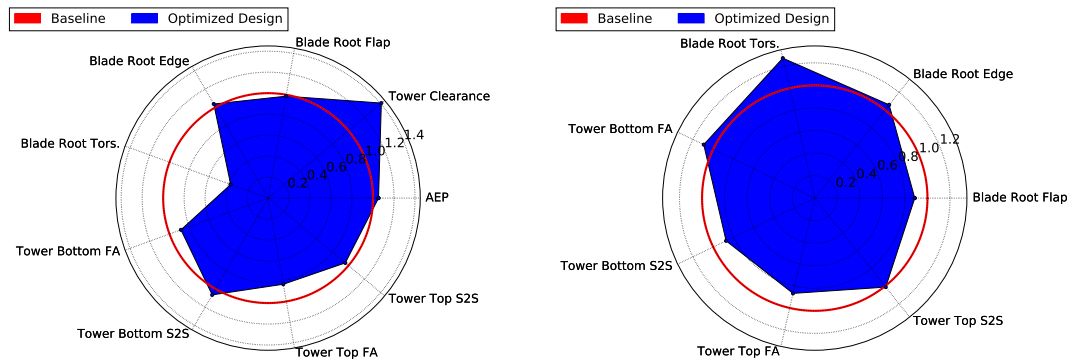 Baseline
Optimized Design
Blade Root Flap
Blade Root Edge
Tower Clearance
Blade Root Tors.
AEP
Tower Bottom FA
Tower Bottom S2S
Tower Top FA
Tower Top S2S
0.2
0.4
0.6
0.8
1.0
1.2
1.4
Baseline
Optimized Design
Blade Root Tors.
Blade Root Edge
Tower Bottom FA
Blade Root Flap
Tower Bottom S2S
Tower Top FA
Tower Top S2S
0.2
0.4
0.6
0.8
1.0
1.2